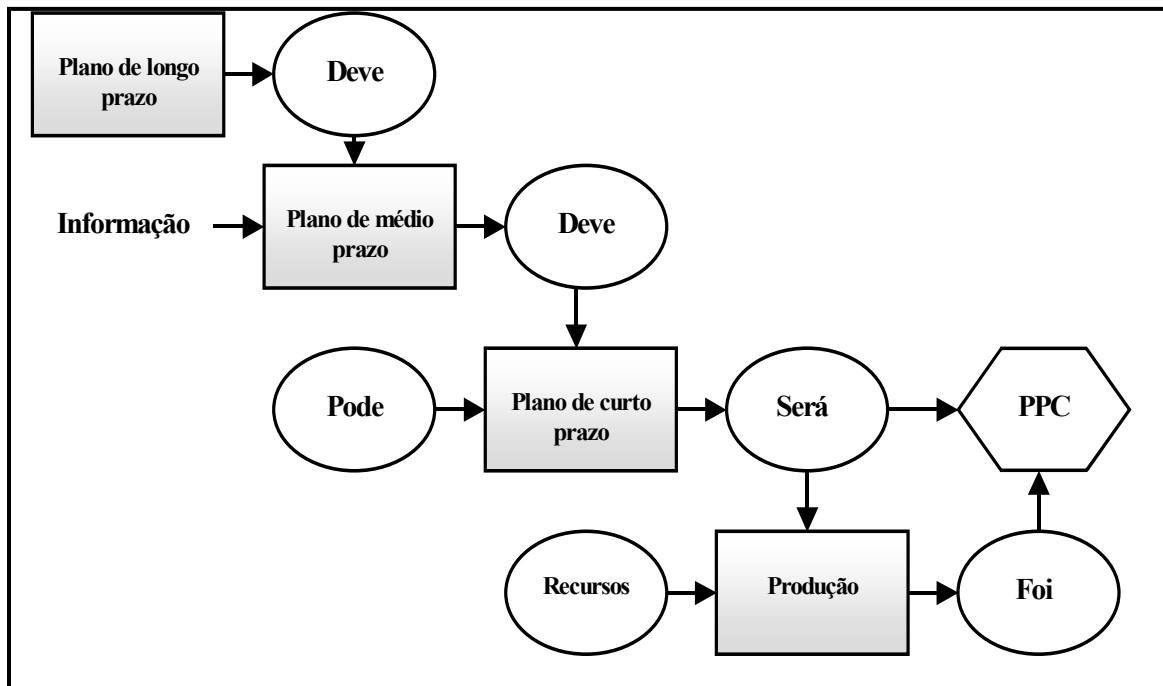 Plano de longo
prazo
Deve
Informação
Plano de médio
prazo
Deve
Pode
Plano de curto
prazo
Será
PPC
Recursos
Produção
Foi